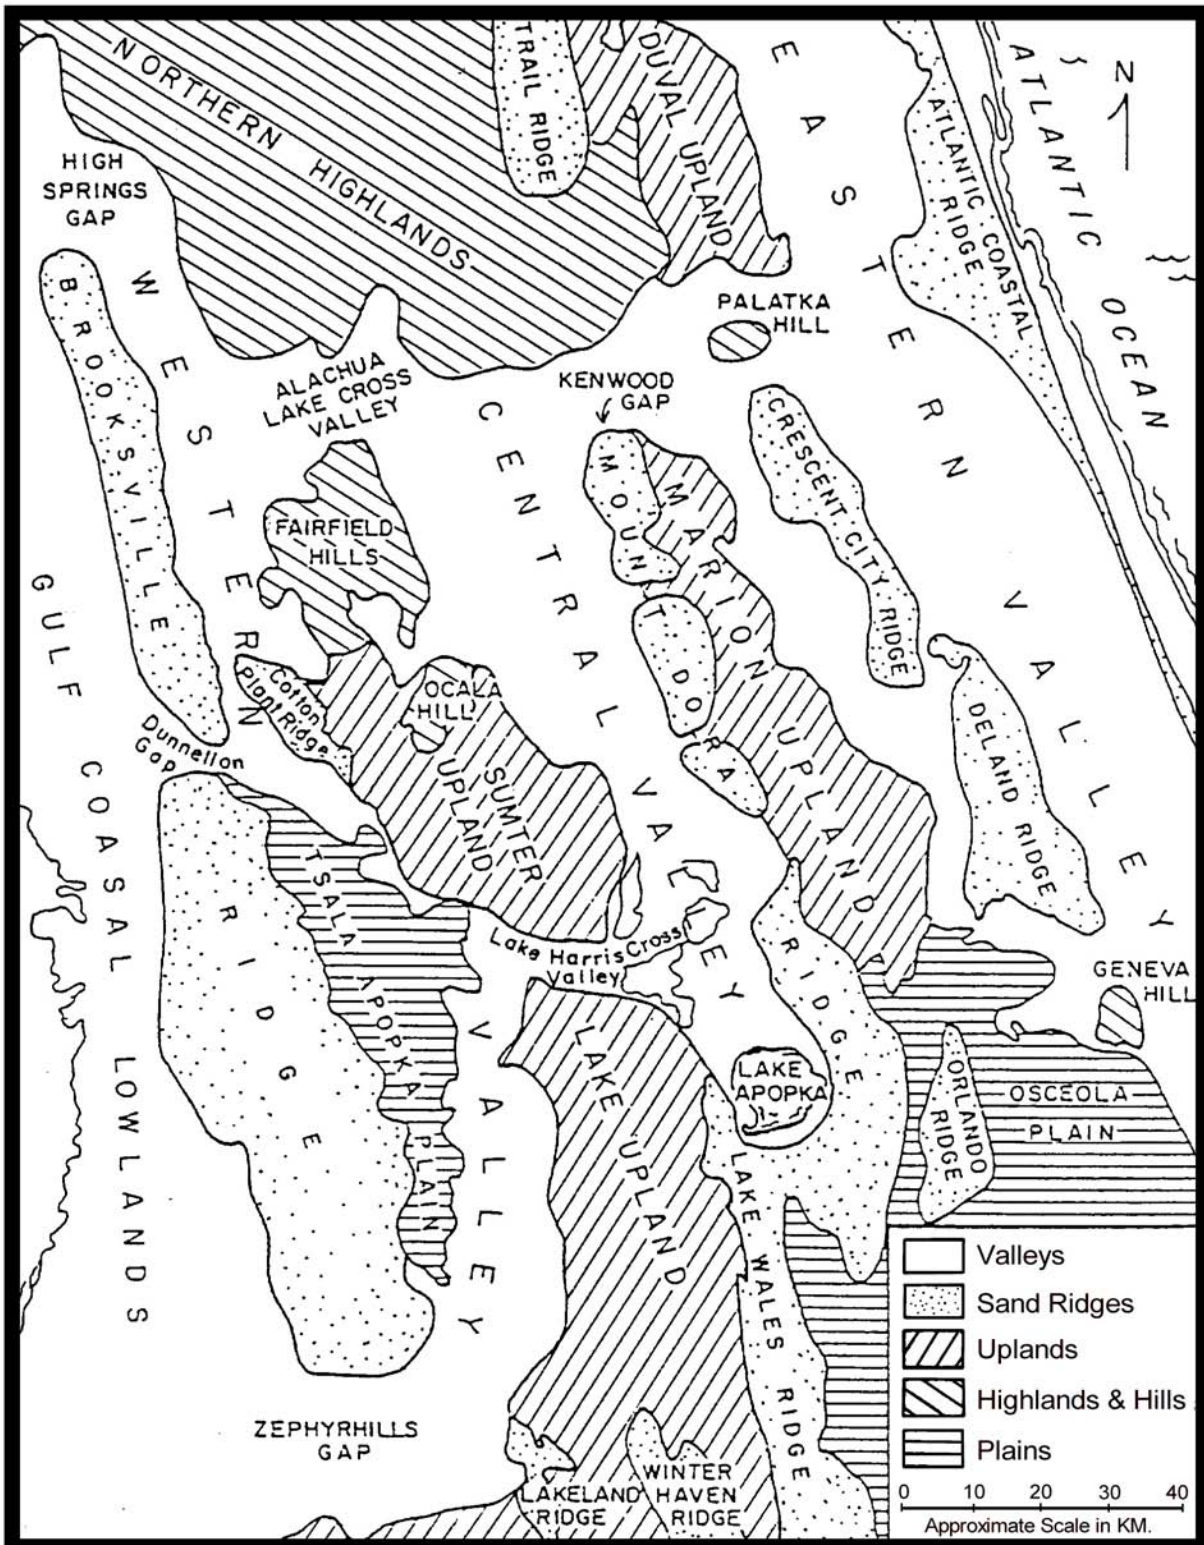 NORTHERN HIGHLANDS
TRAIL RIDGE
DUVAL UPLAND
EASTERN VALLEY
ATLANTIC COASTAL
RIDGE
ATLANTIC OCEAN
N
HIGH
SPRINGS
GAP
WESTERN VALLEY
BROOKSVILLE RIDGE
ALACHUA
LAKE CROSS
VALLEY
PALATKA
HILL
KENWOOD
GAP
CENTRAL VALLEY
MOUNT DORA RIDGE
MARION UPLAND
CRESCENT CITY RIDGE
FAIRFIELD
HILLS
GULF COASAL LOWLANDS
Cotton
Plant Ridge
OCALA
HILL
SUMTER
UPLAND
Dunnellon
Gap
DELAND RIDGE
TSALA APOPKA PLAIN
Lake Harris Cross
Valley
GENEVA
HILL
LAKE UPLAND
LAKE
APOPKA
ORLANDO
RIDGE
OSCEOLA
PLAIN
LAKE WALES RIDGE
ZEPHYRHILLS
GAP
LAKELAND
RIDGE
WINTER
HAVEN
RIDGE
Valleys
Sand Ridges
Uplands
Highlands & Hills
Plains
0 10 20 30 40
Approximate Scale in KM.